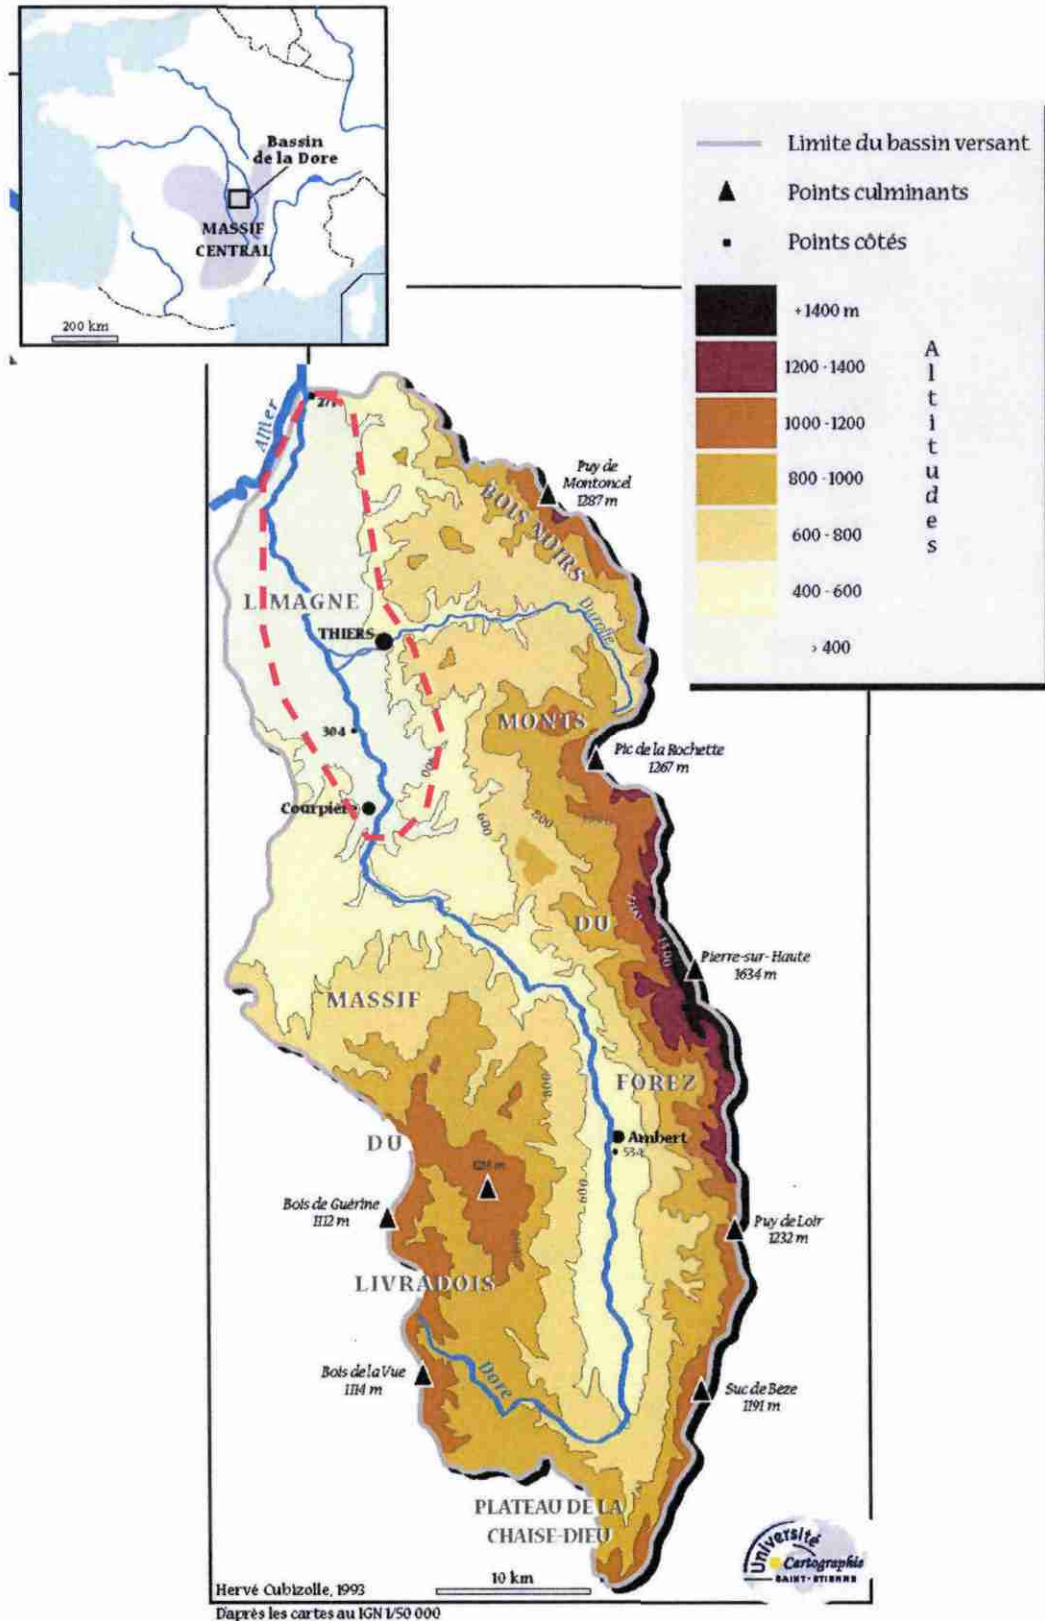 Bassin
de la Dore
MASSIF
CENTRAL
200 km
Limite du bassin versant
Points culminants
Points côtés
+1400 m
1200 - 1400
1000 - 1200
800 - 1000
600 - 800
400 - 600
> 400
Altitudes
Allier
Puy de
Montoncel
1287 m
BOIS NOIRS
LIMAGNE
THIERS
Durolle
MONTS
304
Pic de la Rochette
1267 m
Courpière
600
800
DU
Pierre-sur-Haute
1634 m
MASSIF
FOREZ
800
Ambert
534
DU
600
Bois de Guérine
1112 m
Puy de Loir
1232 m
LIVRADOIS
Bois de la Vue
1114 m
Dore
Suc de Beze
1191 m
PLATEAU DE LA
CHAISE-DIEU
Université
Cartographie
SAINT-ETIENNE
Hervé Cubizolle, 1993
10 km
D'après les cartes au IGN 1/50 000